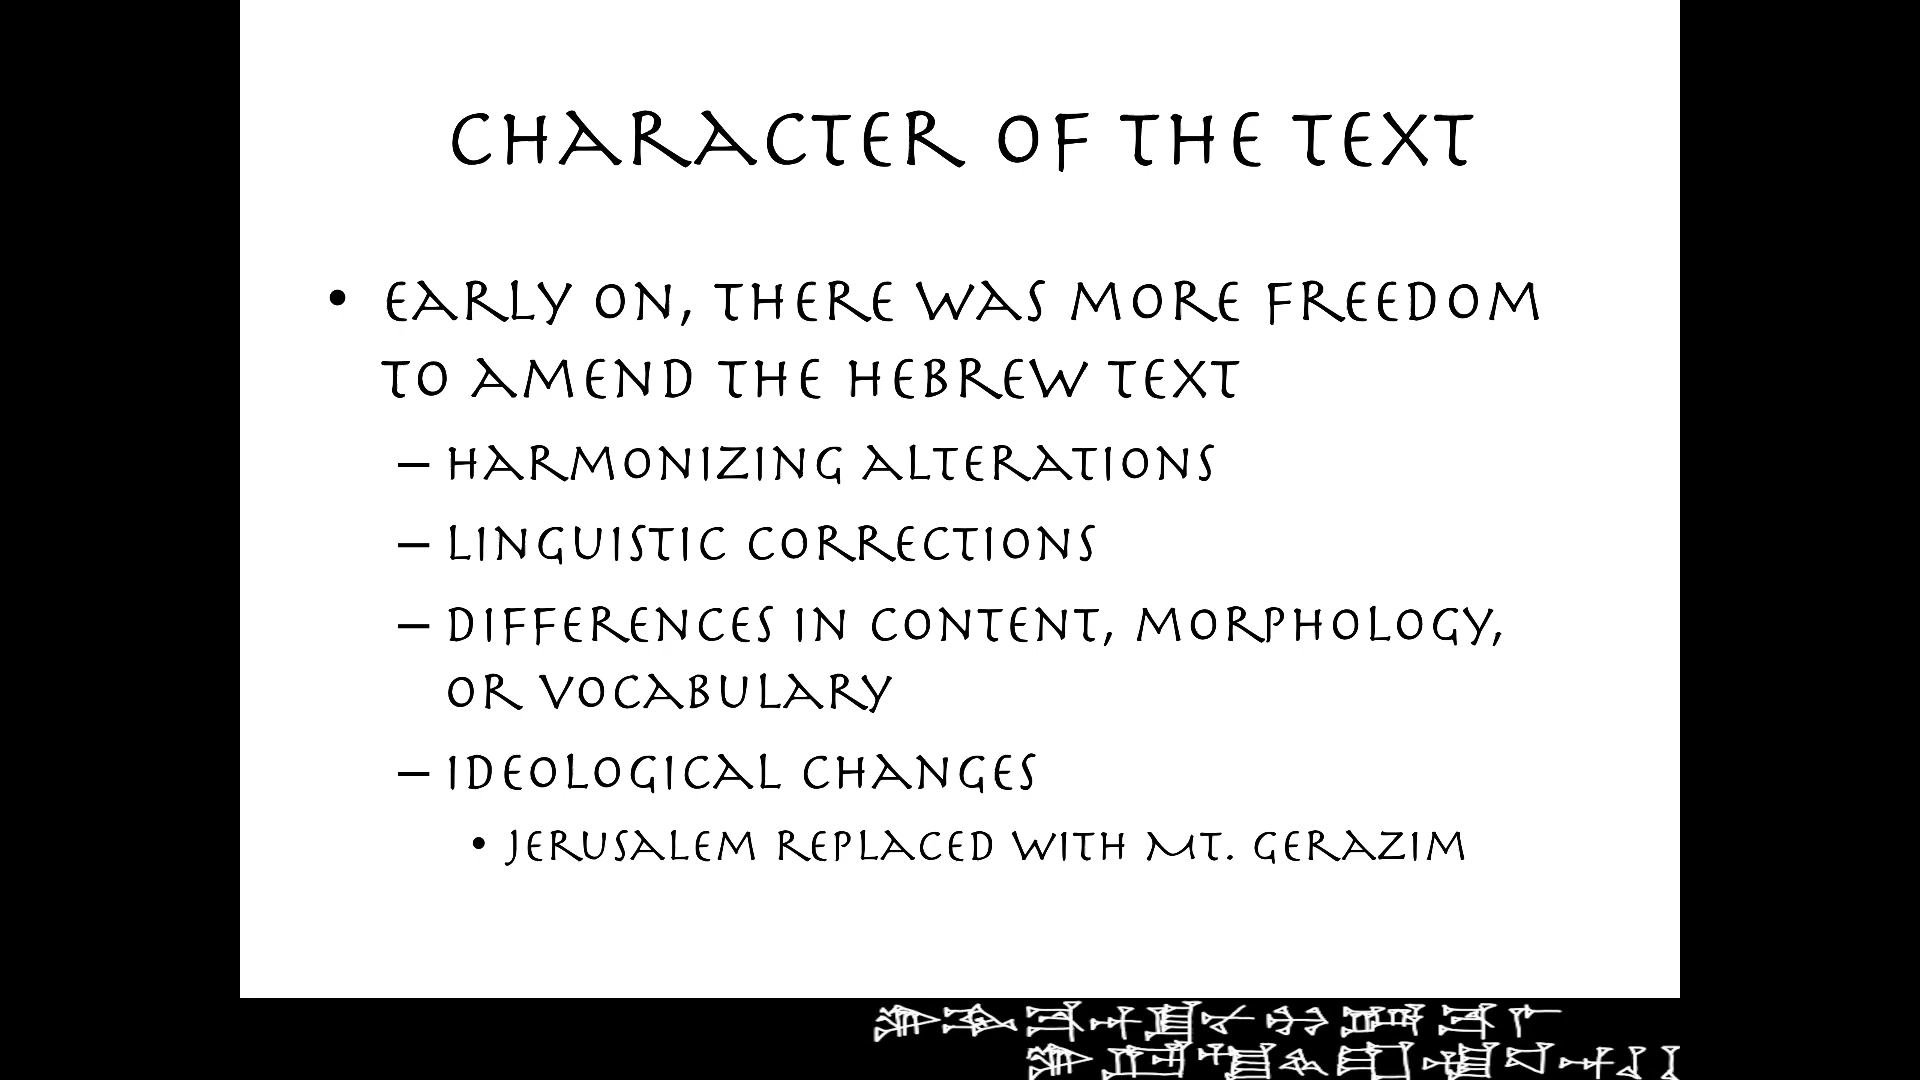 CHARACTER OF THE TEXT
• EARLY ON, THERE WAS MORE FREEDOM
TO AMEND THE HEBREW TEXT
– HARMONIZING ALTERATIONS
– LINGUISTIC CORRECTIONS
– DIFFERENCES IN CONTENT, MORPHOLOGY,
OR VOCABULARY
– IDEOLOGICAL CHANGES
• JERUSALEM REPLACED WITH MT. GERAZIM